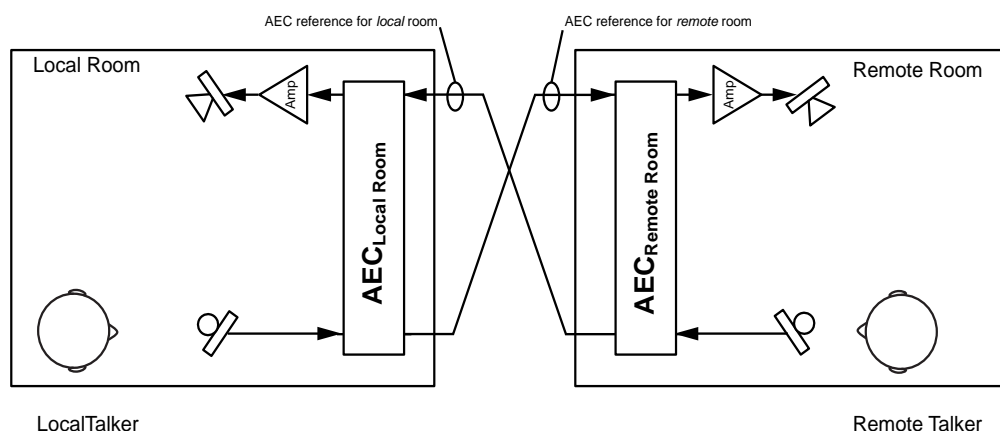 AEC reference for local room
AEC reference for remote room
Local Room
Remote Room
Amp
Amp
AECLocal Room
AECRemote Room
LocalTalker
Remote Talker